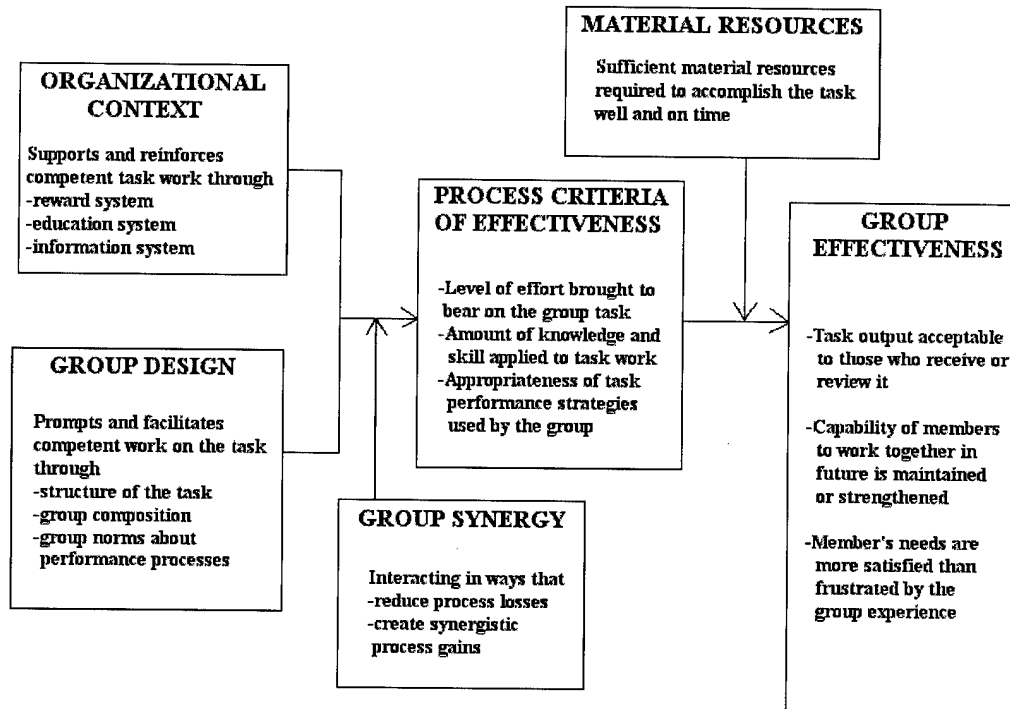 ORGANIZATIONAL
CONTEXT
Supports and reinforces
competent task work through
-reward system
-education system
-information system
GROUP DESIGN
Prompts and facilitates
competent work on the task
through
-structure of the task
-group composition
-group norms about
performance processes
GROUP SYNERGY
Interacting in ways that
-reduce process losses
-create synergistic
process gains
PROCESS CRITERIA
OF EFFECTIVENESS
-Level of effort brought to
bear on the group task
-Amount of knowledge and
skill applied to task work
-Appropriateness of task
performance strategies
used by the group
MATERIAL RESOURCES
Sufficient material resources
required to accomplish the task
well and on time
GROUP
EFFECTIVENESS
-Task output acceptable
to those who receive or
review it
-Capability of members
to work together in
future is maintained
or strengthened
-Member's needs are
more satisfied than
frustrated by the
group experience